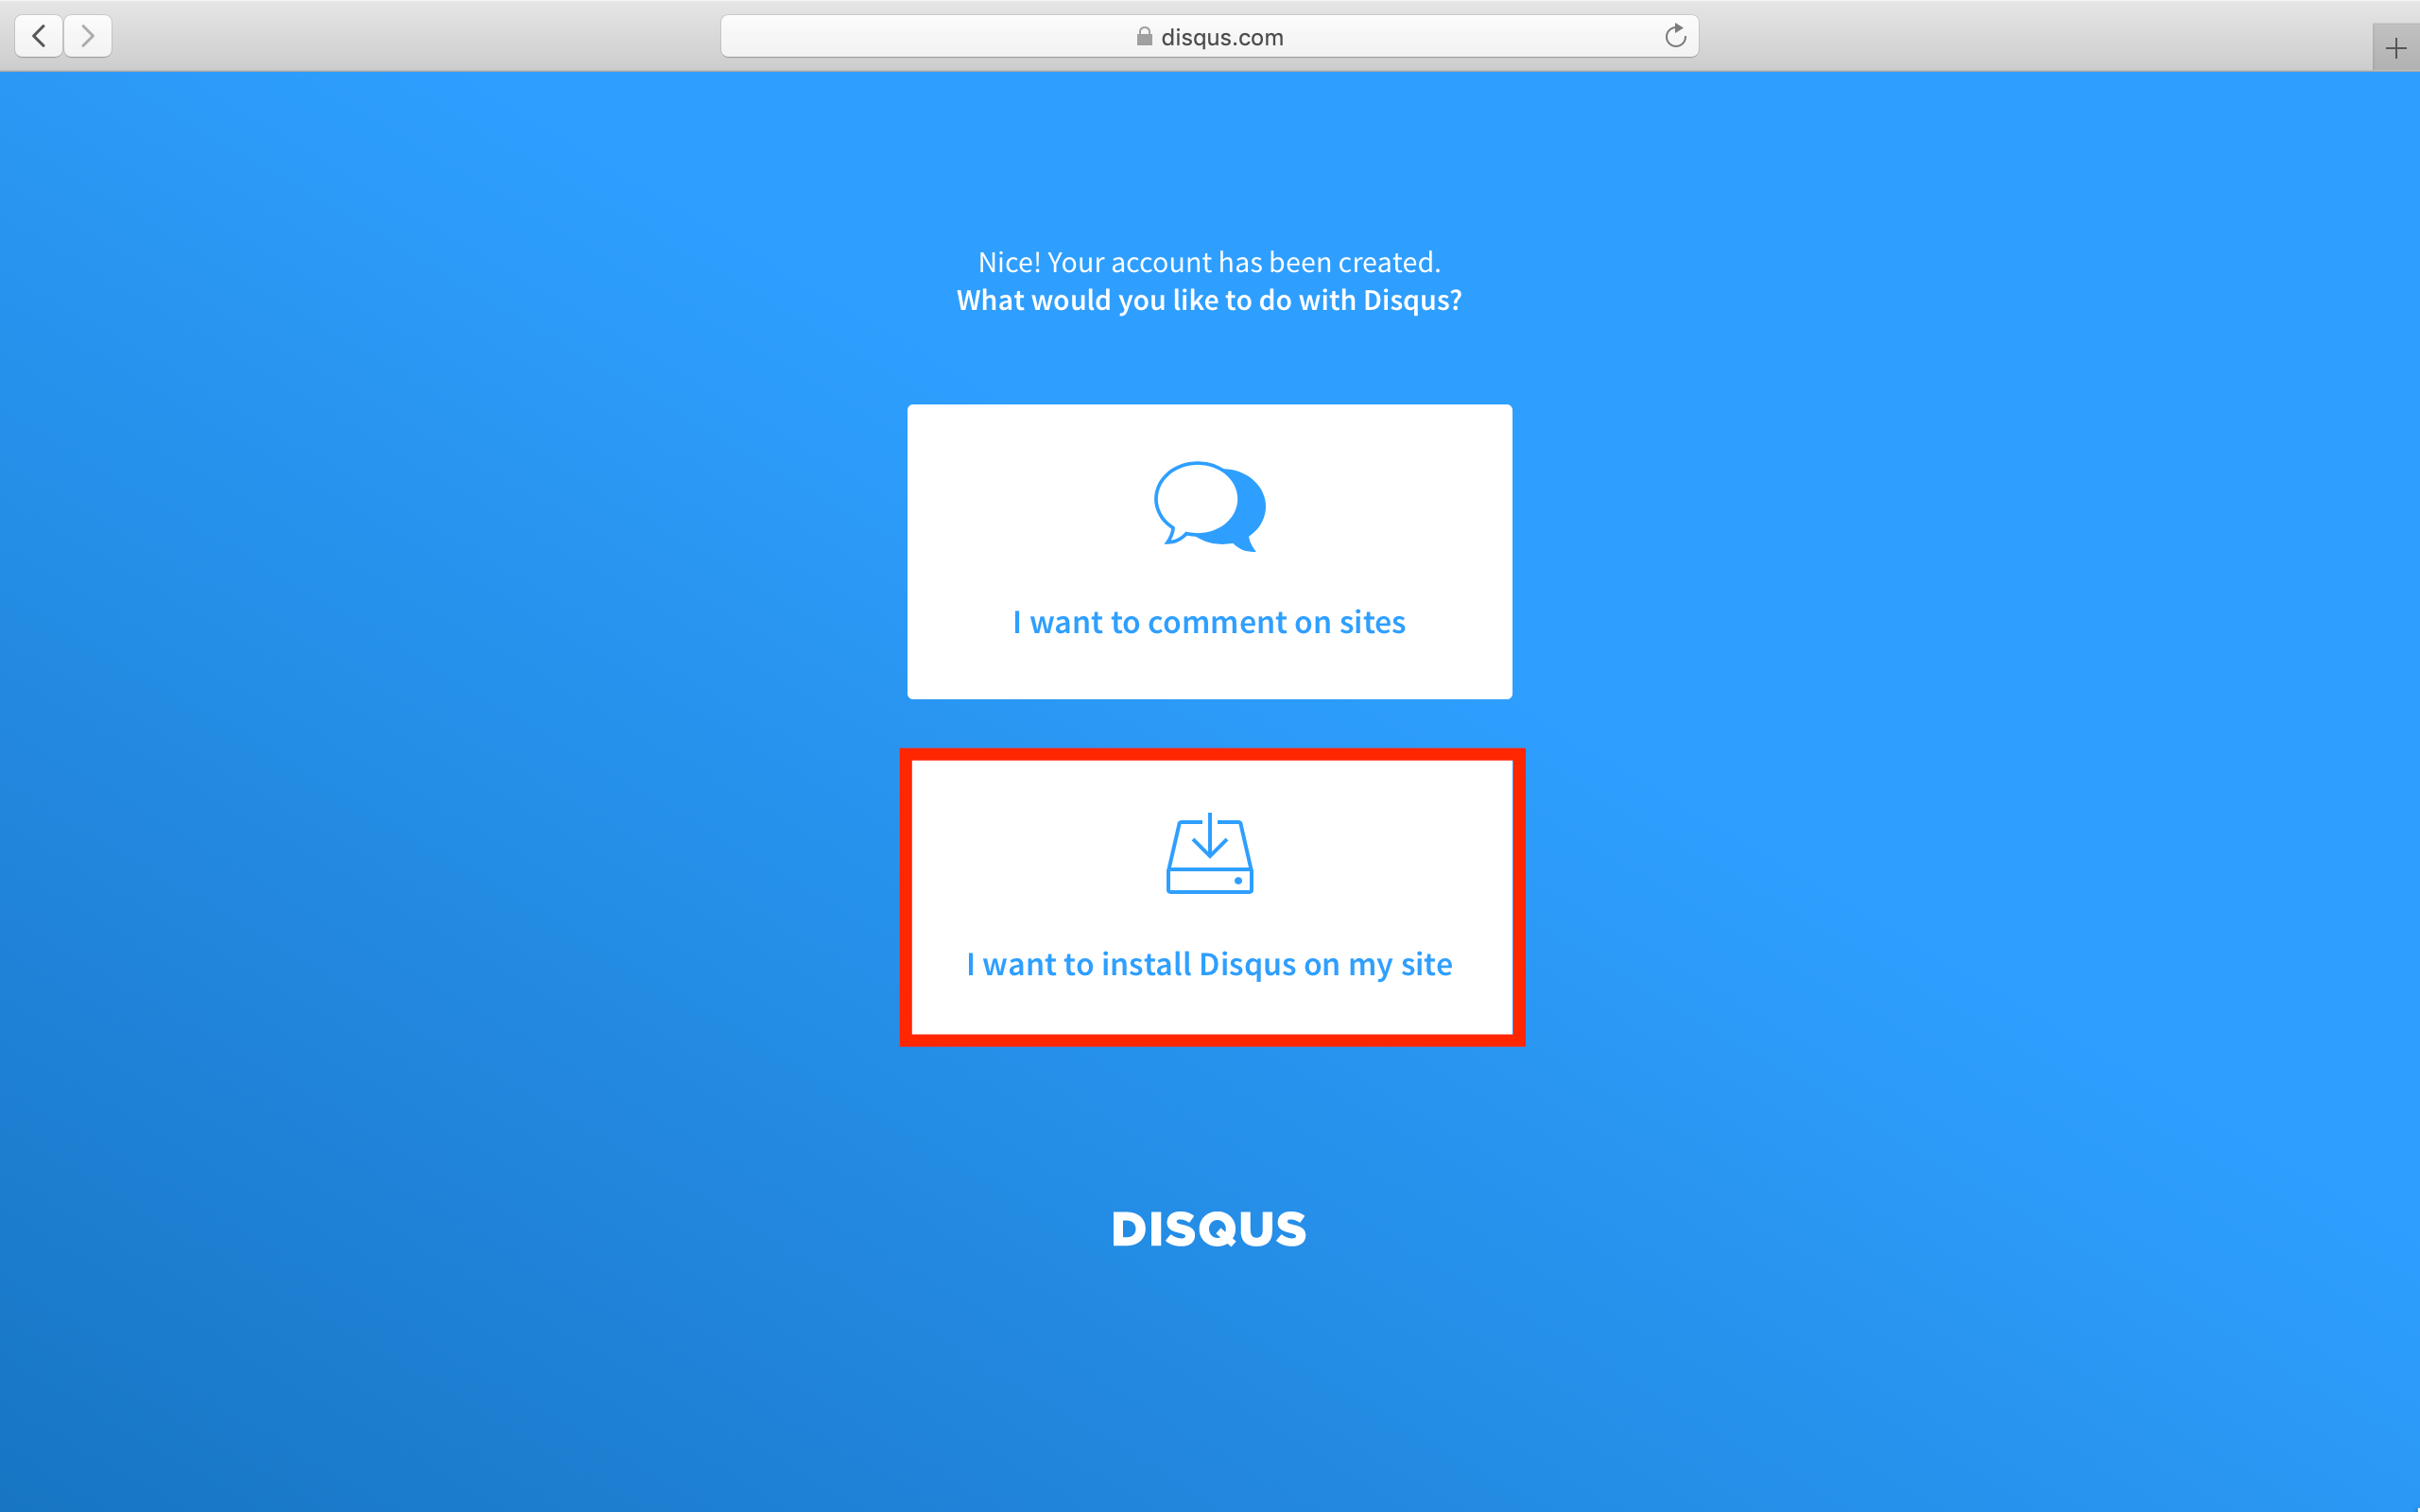 disqus.com
Nice! Your account has been created.
What would you like to do with Disqus?
I want to comment on sites
I want to install Disqus on my site
DISQUS